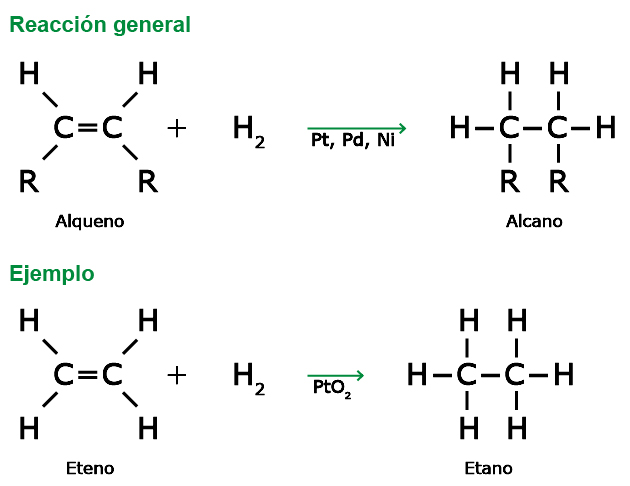 Reacción general
H H H H
C=C + H₂ H–C–C–H
Pt, Pd, Ni
R R R R
Alqueno Alcano
Ejemplo
H H H H
C=C + H₂ H–C–C–H
PtO₂
H H H H
Eteno Etano